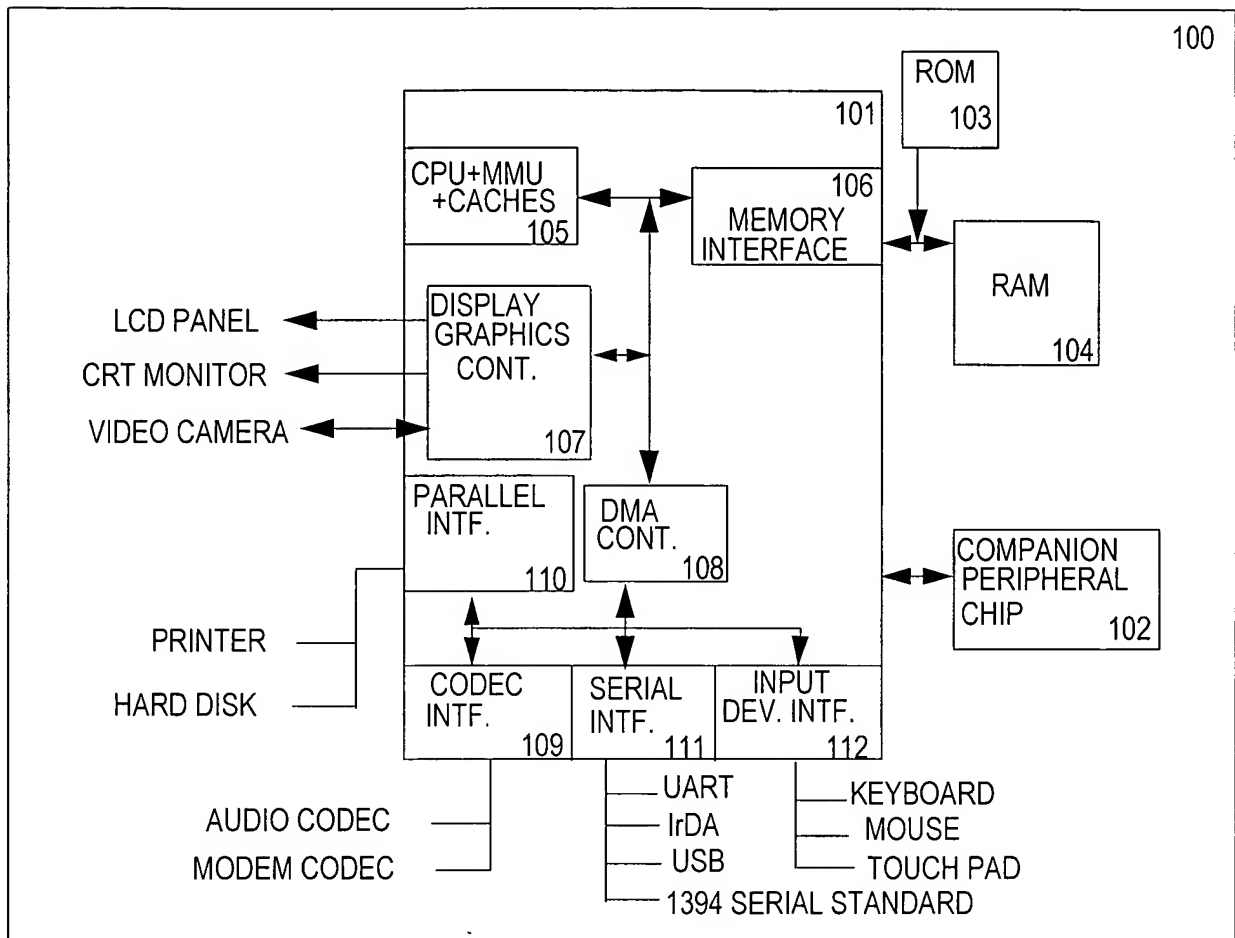 100
ROM
103
101
CPU+MMU
+CACHES
105
106
MEMORY
INTERFACE
RAM
104
LCD PANEL
CRT MONITOR
VIDEO CAMERA
DISPLAY
GRAPHICS
CONT.
107
PARALLEL
INTF.
110
DMA
CONT.
108
COMPANION
PERIPHERAL
CHIP
102
PRINTER
HARD DISK
CODEC
INTF.
109
SERIAL
INTF.
111
INPUT
DEV. INTF.
112
AUDIO CODEC
MODEM CODEC
UART
IrDA
USB
1394 SERIAL STANDARD
KEYBOARD
MOUSE
TOUCH PAD